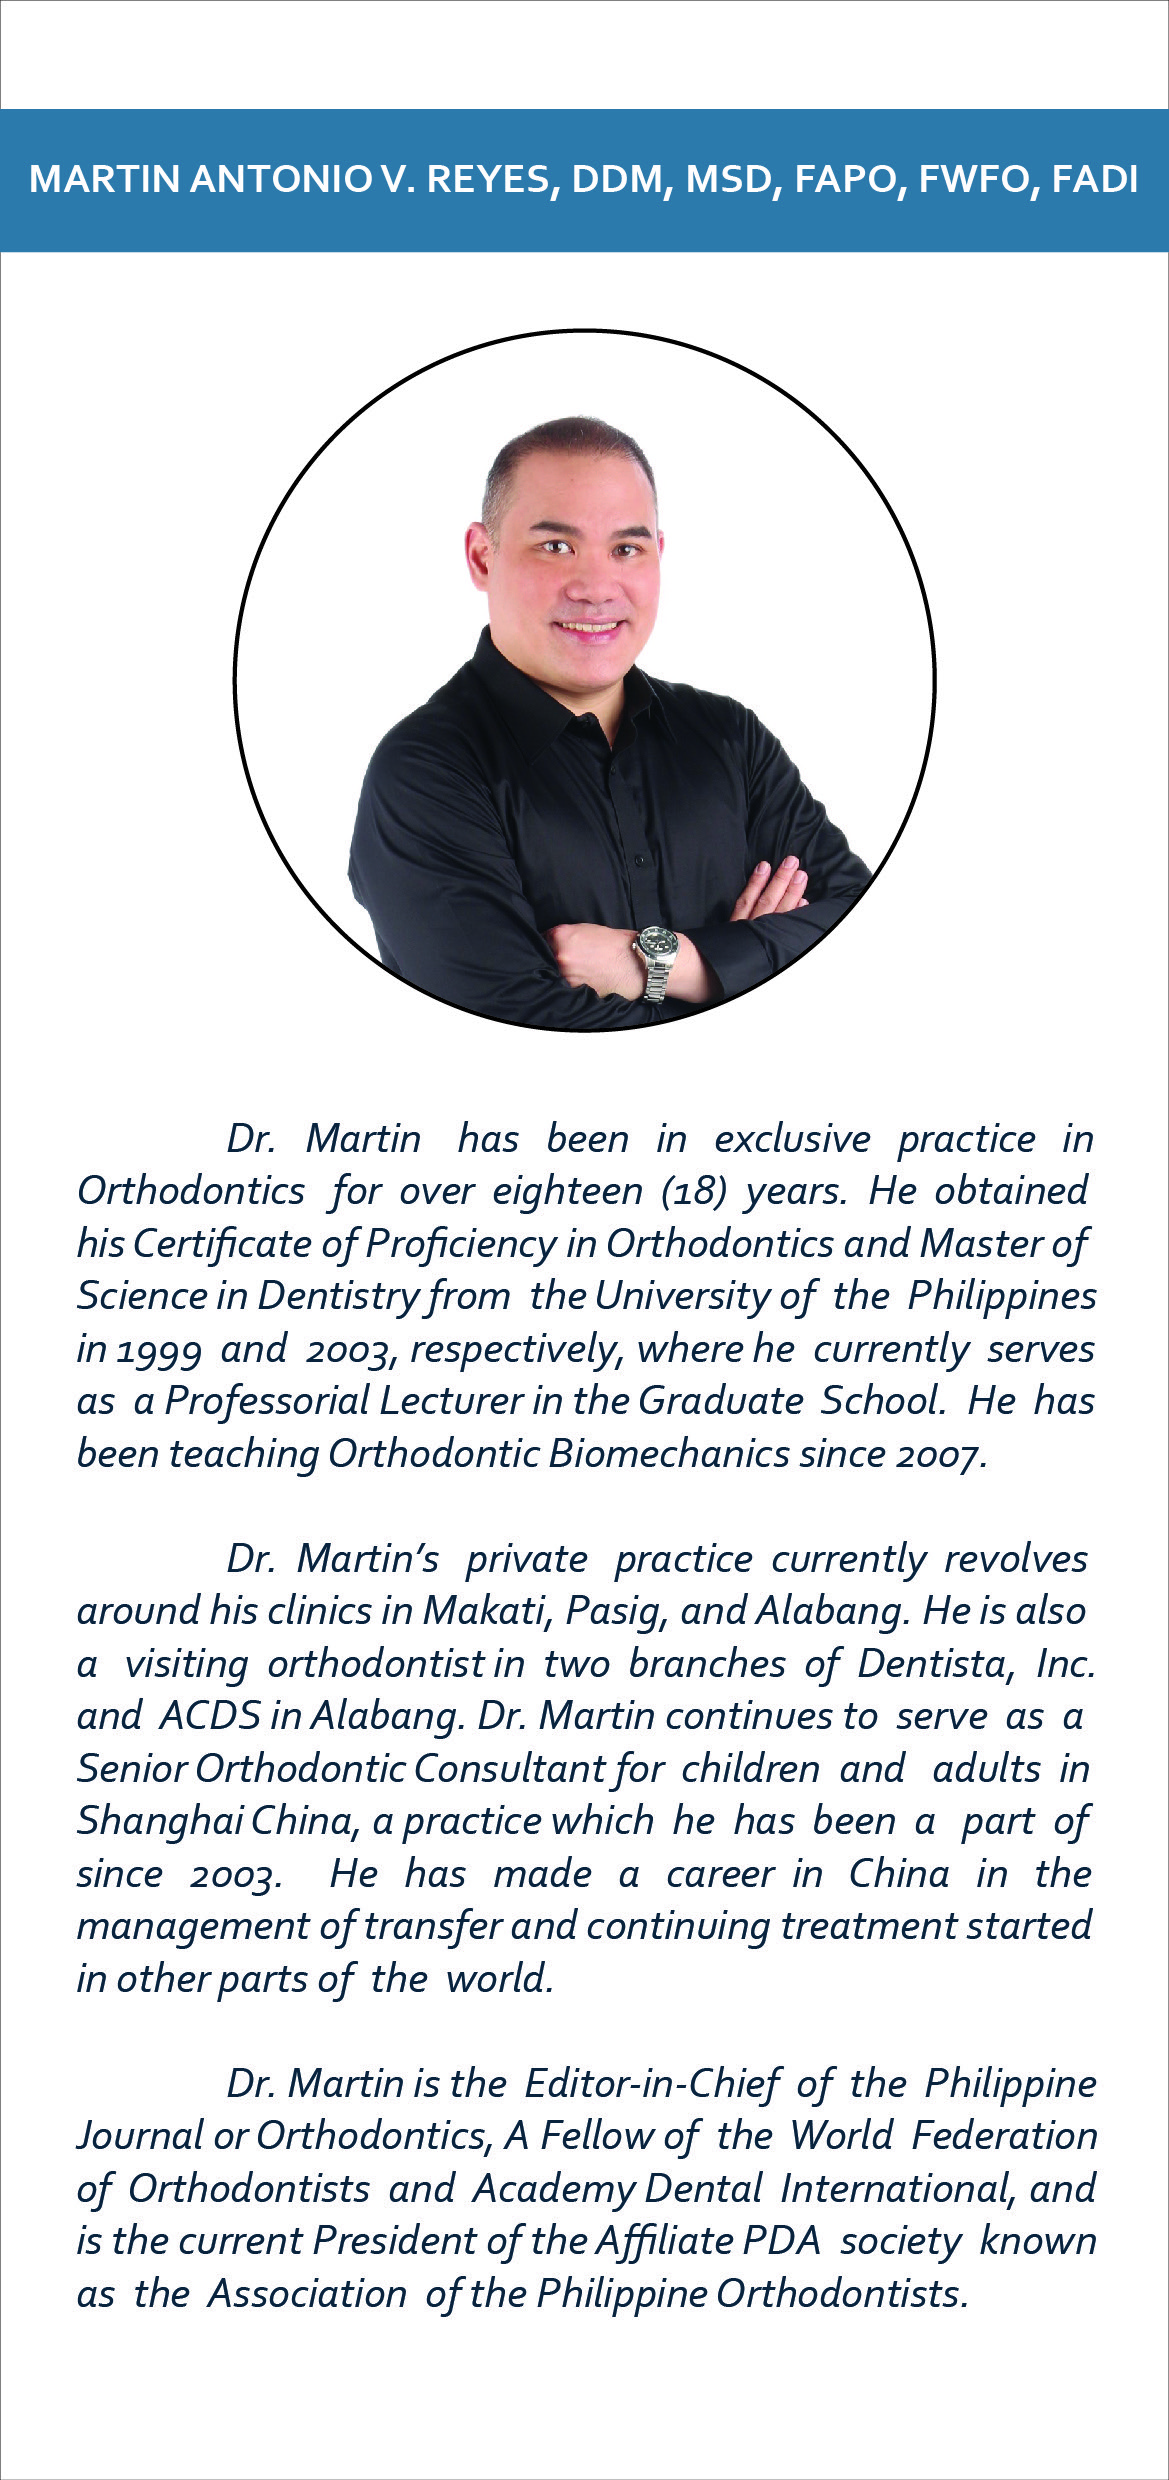 MARTIN ANTONIO V. REYES, DDM, MSD, FAPO, FWFO, FADI
Dr. Martin has been in exclusive practice in
Orthodontics for over eighteen (18) years. He obtained
his Certificate of Proficiency in Orthodontics and Master of
Science in Dentistry from the University of the Philippines
in 1999 and 2003, respectively, where he currently serves
as a Professorial Lecturer in the Graduate School. He has
been teaching Orthodontic Biomechanics since 2007.
Dr. Martin’s private practice currently revolves
around his clinics in Makati, Pasig, and Alabang. He is also
a visiting orthodontist in two branches of Dentista, Inc.
and ACDS in Alabang. Dr. Martin continues to serve as a
Senior Orthodontic Consultant for children and adults in
Shanghai China, a practice which he has been a part of
since 2003. He has made a career in China in the
management of transfer and continuing treatment started
in other parts of the world.
Dr. Martin is the Editor-in-Chief of the Philippine
Journal or Orthodontics, A Fellow of the World Federation
of Orthodontists and Academy Dental International, and
is the current President of the Affiliate PDA society known
as the Association of the Philippine Orthodontists.